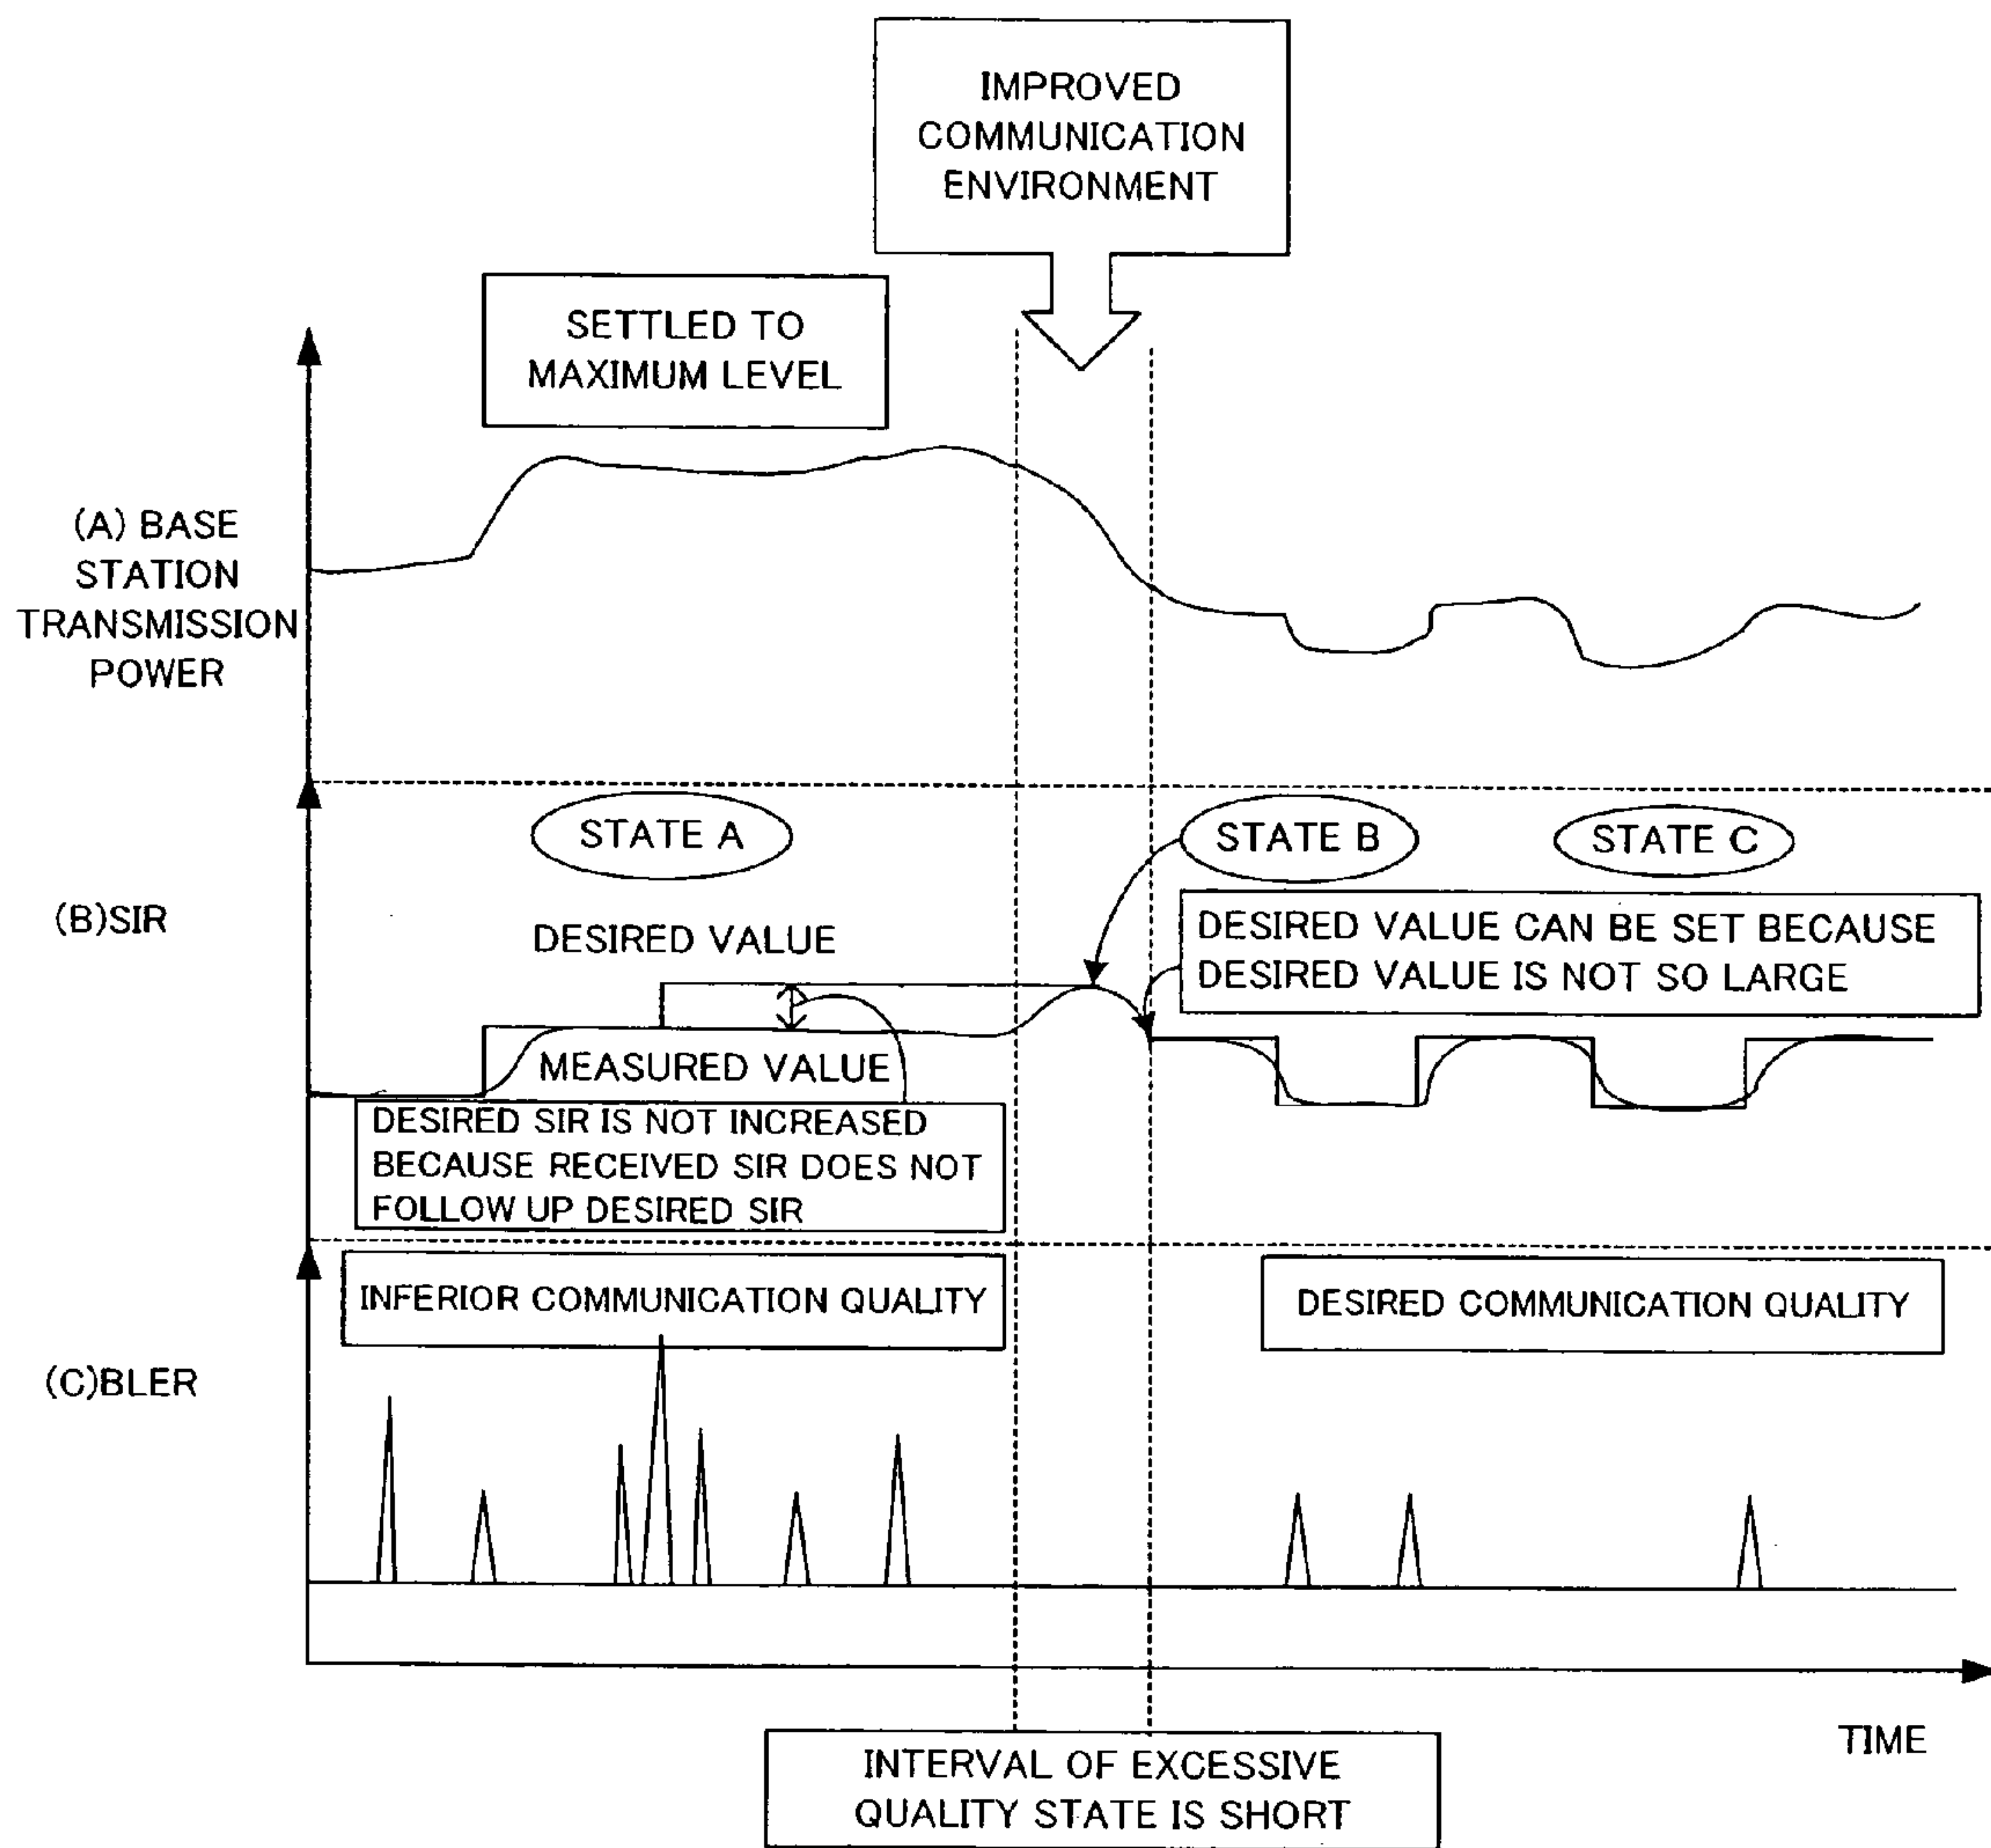 IMPROVED
COMMUNICATION
ENVIRONMENT
SETTLED TO
MAXIMUM LEVEL
(A) BASE
STATION
TRANSMISSION
POWER
STATE A
STATE B
STATE C
(B)SIR
DESIRED VALUE
DESIRED VALUE CAN BE SET BECAUSE
DESIRED VALUE IS NOT SO LARGE
MEASURED VALUE
DESIRED SIR IS NOT INCREASED
BECAUSE RECEIVED SIR DOES NOT
FOLLOW UP DESIRED SIR
INFERIOR COMMUNICATION QUALITY
DESIRED COMMUNICATION QUALITY
(C)BLER
TIME
INTERVAL OF EXCESSIVE
QUALITY STATE IS SHORT